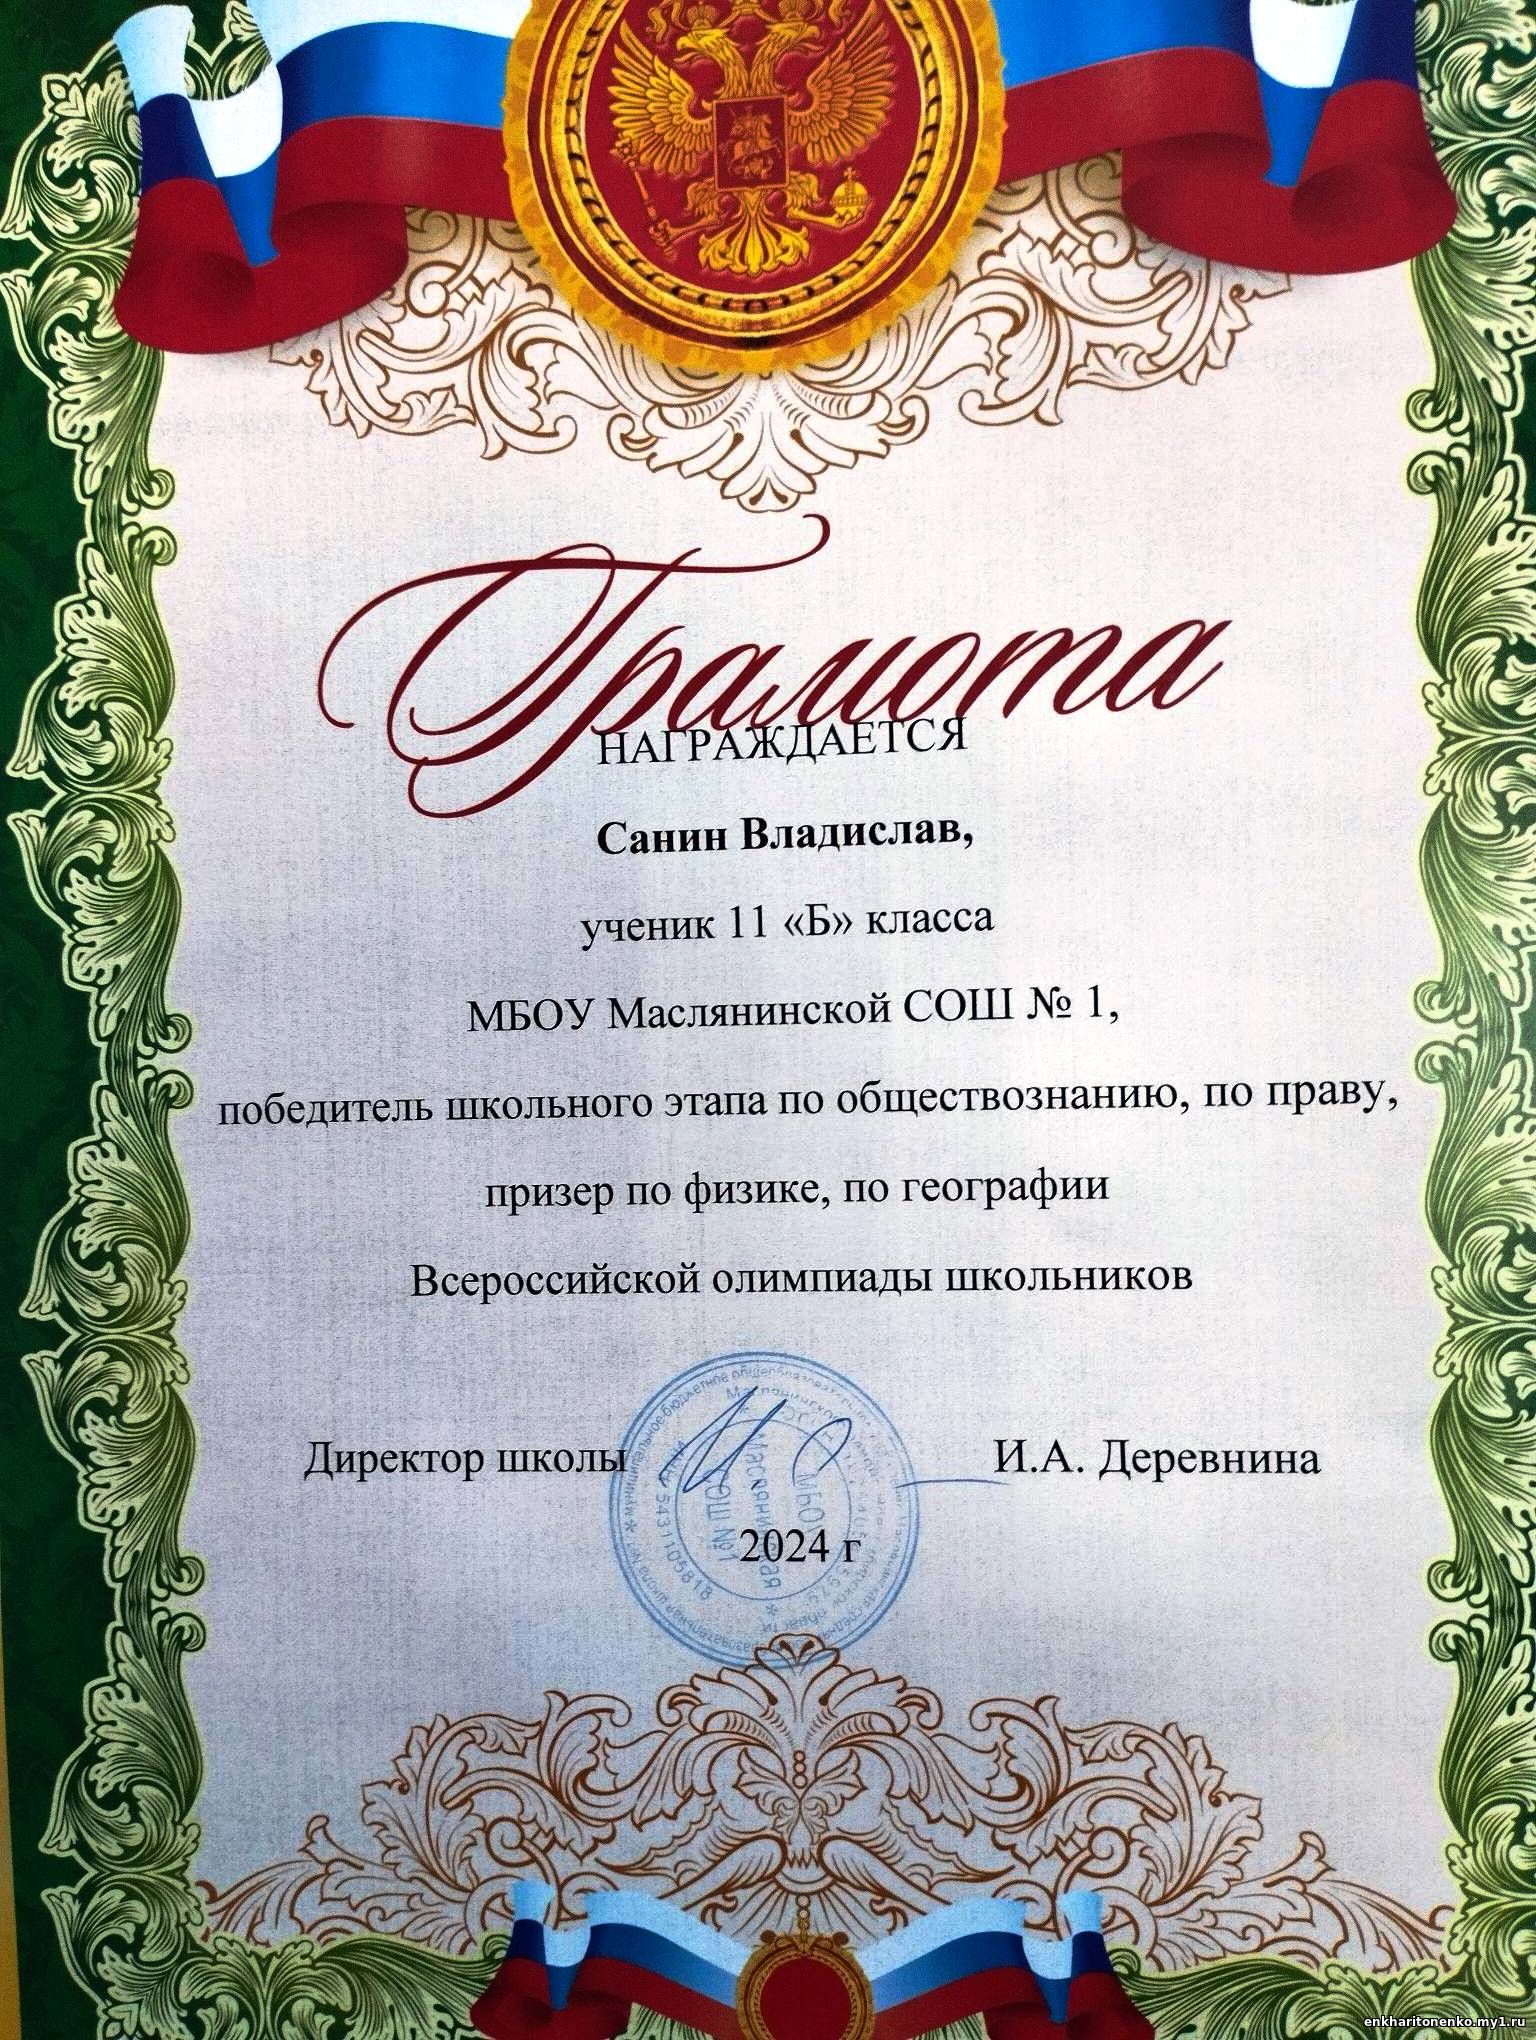 Грамота
НАГРАЖДАЕТСЯ
Санин Владислав,
ученик 11 «Б» класса
МБОУ Маслянинской СОШ № 1,
победитель школьного этапа по обществознанию, по праву,
призер по физике, по географии
Всероссийской олимпиады школьников
Директор школы И.А. Деревнина
2024 г
enkharitonenko.my1.ru